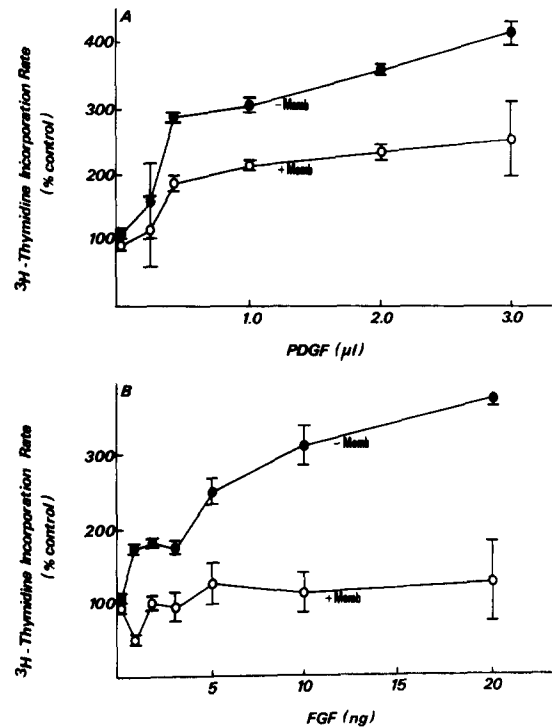 A
400
300
200
100
³H-Thymidine Incorporation Rate
(% control)
- Memb
+ Memb
1.0
2.0
3.0
PDGF (μl)
B
300
200
100
³H-Thymidine Incorporation Rate
(% control)
- Memb
+ Memb
5
10
15
20
FGF (ng)